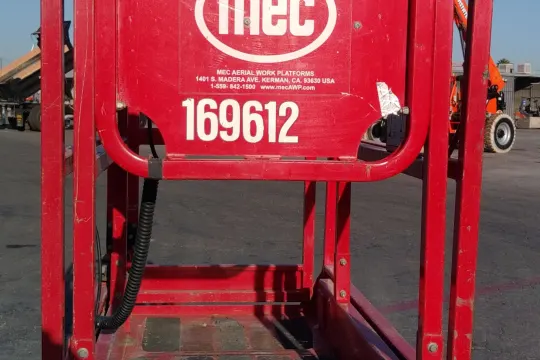 mec
MEC AERIAL WORK PLATFORMS
1401 S. MADERA AVE. KERMAN, CA. 93630 USA
1-559-842-1500 www.mecAWP.com
169612